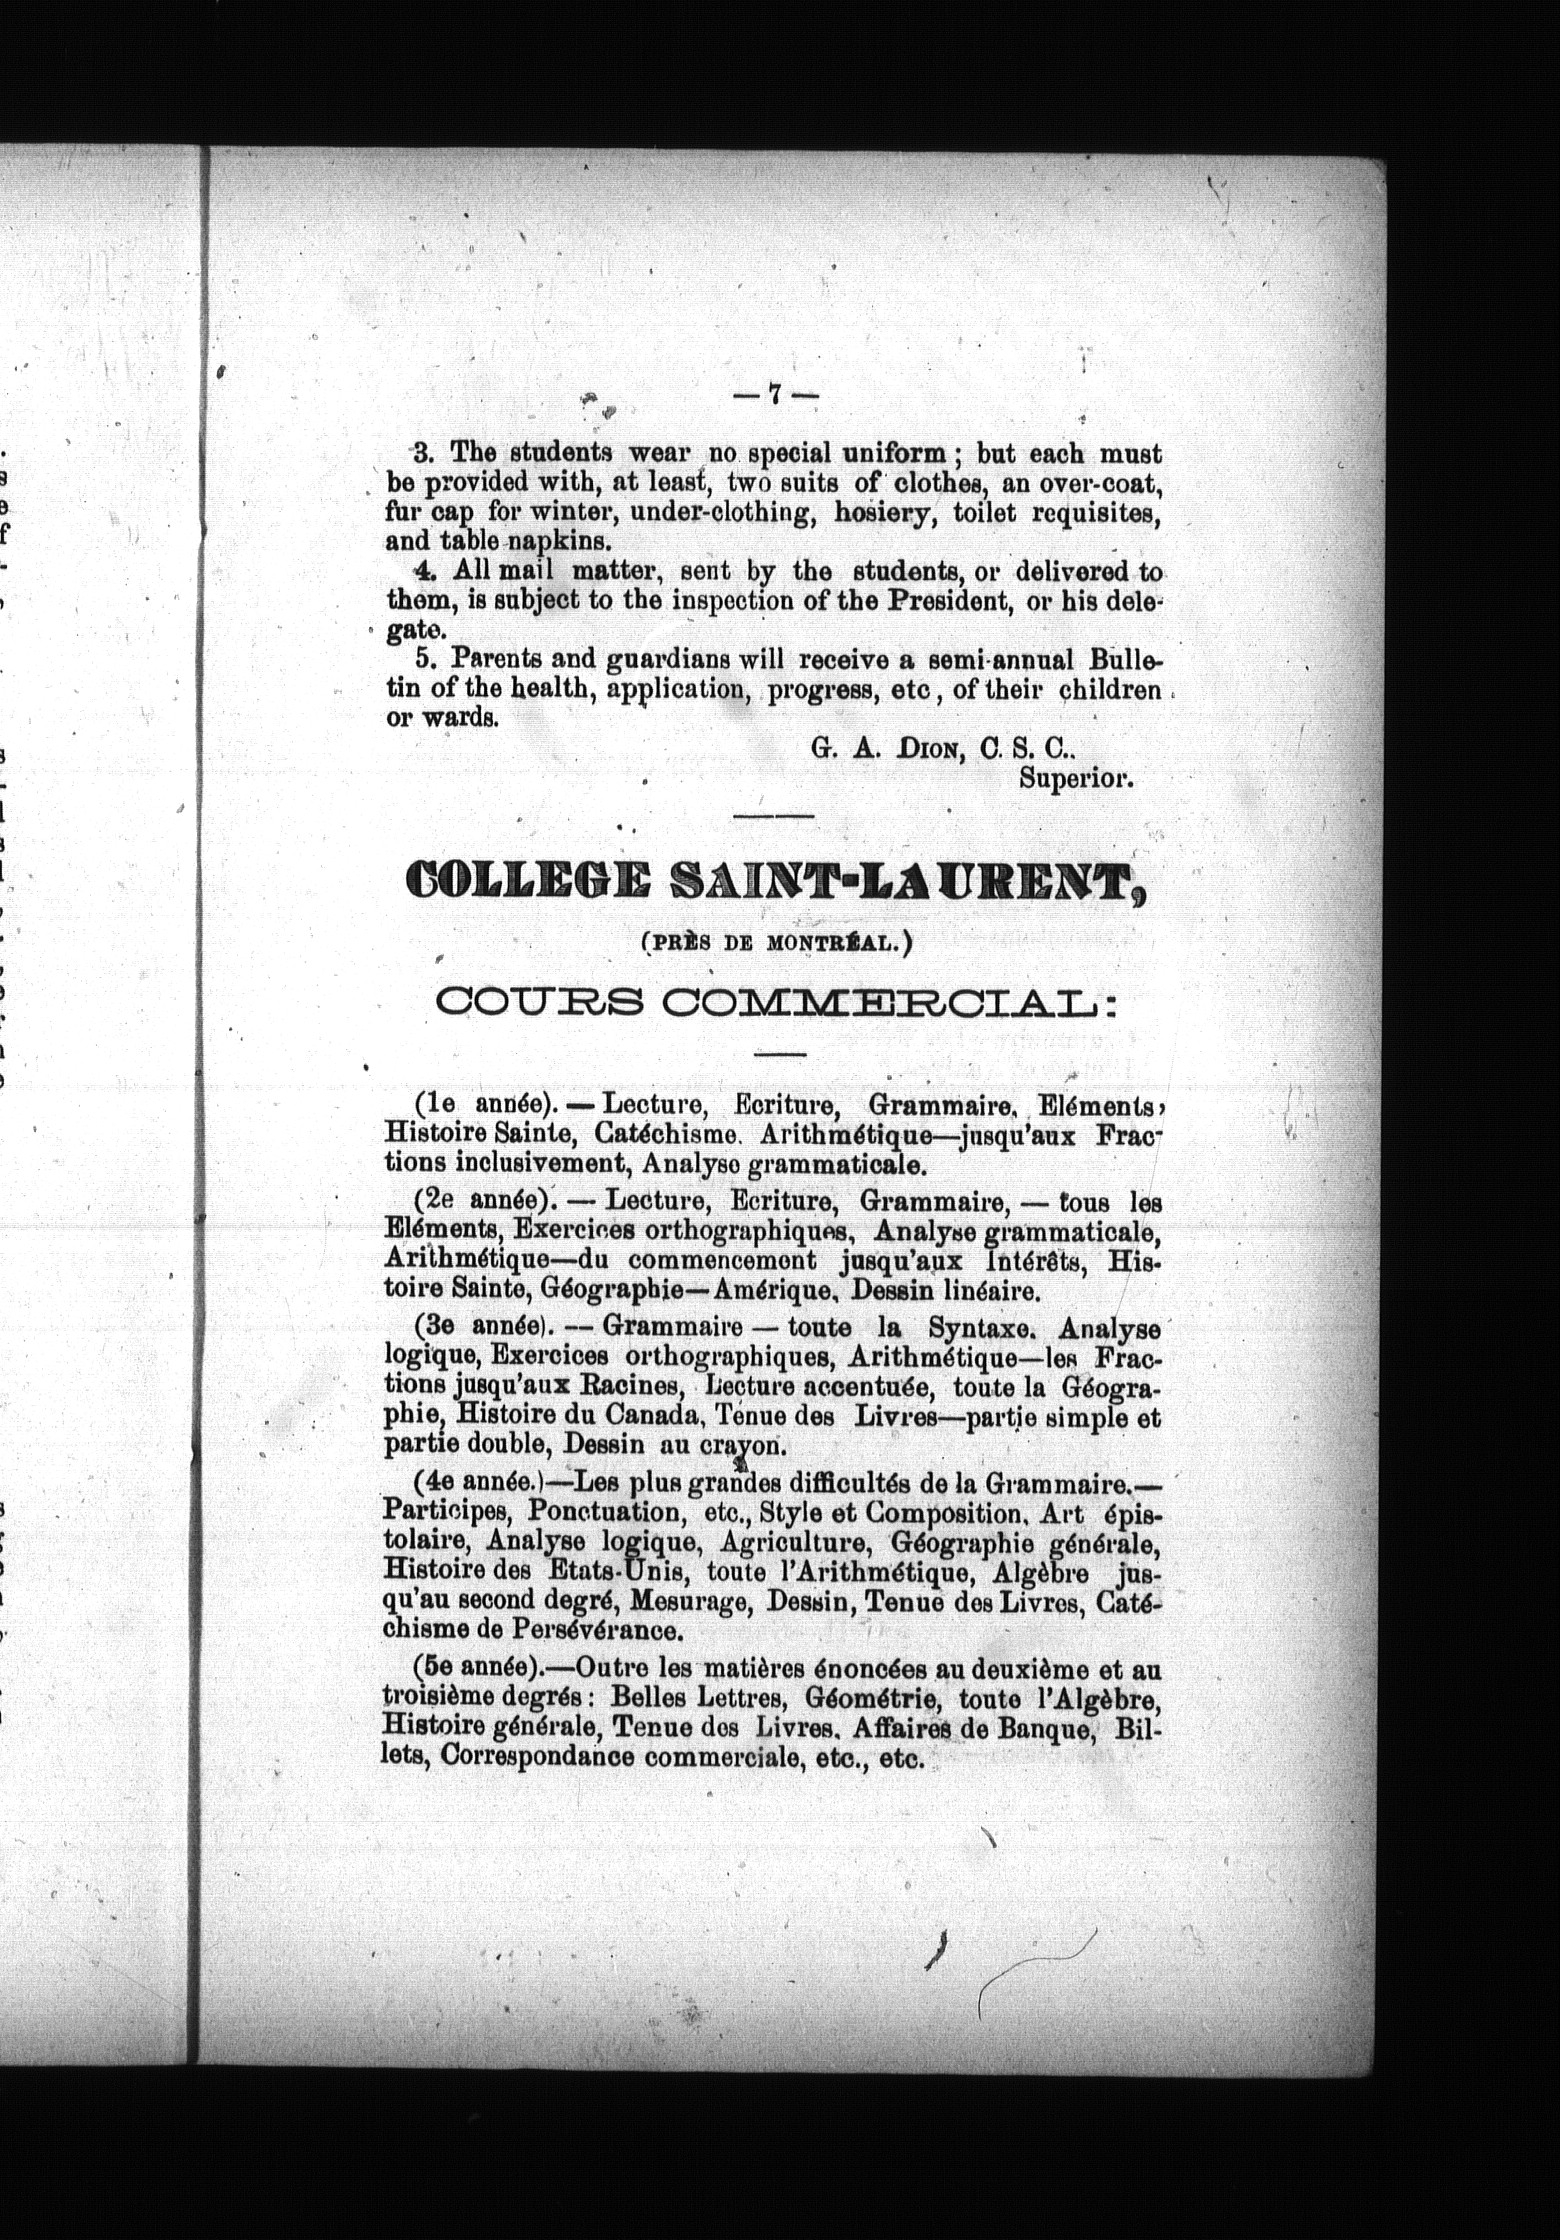 — 7 —
3. The students wear no special uniform ; but each must
be provided with, at least, two suits of clothes, an over-coat,
fur cap for winter, under-clothing, hosiery, toilet requisites,
and table napkins.
4. All mail matter, sent by the students, or delivered to
them, is subject to the inspection of the President, or his dele-
gate.
5. Parents and guardians will receive a semi-annual Bulle-
tin of the health, application, progress, etc , of their children
or wards.
G. A. DION, C. S. C..
Superior.
COLLEGE SAINT-LAURENT,
(PRÈS DE MONTRÉAL.)
COURS COMMERCIAL:
(1e année). — Lecture, Ecriture, Grammaire, Eléments,
Histoire Sainte, Catéchisme. Arithmétique—jusqu'aux Frac-
tions inclusivement, Analyse grammaticale.
(2e année). — Lecture, Ecriture, Grammaire, — tous les
Eléments, Exercices orthographiques, Analyse grammaticale,
Arithmétique—du commencement jusqu'aux Intérêts, His-
toire Sainte, Géographie—Amérique, Dessin linéaire.
(3e année). — Grammaire — toute la Syntaxe. Analyse
logique, Exercices orthographiques, Arithmétique—les Frac-
tions jusqu'aux Racines, Lecture accentuée, toute la Géogra-
phie, Histoire du Canada, Tenue des Livres—partie simple et
partie double, Dessin au crayon.
(4e année.)—Les plus grandes difficultés de la Grammaire.—
Participes, Ponctuation, etc., Style et Composition, Art épis-
tolaire, Analyse logique, Agriculture, Géographie générale,
Histoire des Etats-Unis, toute l'Arithmétique, Algèbre jus-
qu'au second degré, Mesurage, Dessin, Tenue des Livres, Caté-
chisme de Persévérance.
(5e année).—Outre les matières énoncées au deuxième et au
troisième degrés : Belles Lettres, Géométrie, toute l'Algèbre,
Histoire générale, Tenue des Livres, Affaires de Banque, Bil-
lets, Correspondance commerciale, etc., etc.